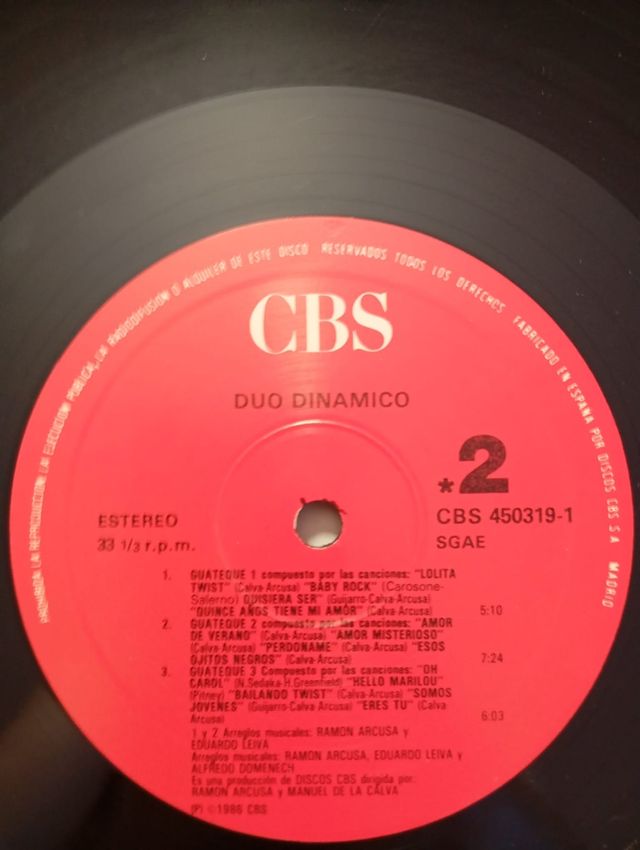 PROHIBIDA LA REPRODUCCION, LA EJECUCION PUBLICA, LA RADIODIFUSION O ALQUILER DE ESTE DISCO RESERVADOS TODOS LOS DERECHOS FABRICADO EN ESPAÑA POR DISCOS CBS S.A. MADRID
CBS
DUO DINAMICO
*2
ESTEREO
CBS 450319-1
33 1/3 r.p.m.
SGAE
1. GUATEQUE 1 compuesto por las canciones: "LOLITA
TWIST" (Calva-Arcusa) "BABY ROCK" (Carosone-
Salerno) QUISIERA SER" (Guijarro-Calva-Arcusa)
"QUINCE AÑOS TIENE MI AMOR" (Calva-Arcusa) 5:10
2. GUATEQUE 2 compuesto por las canciones: "AMOR
DE VERANO" (Calva-Arcusa) "AMOR MISTERIOSO"
(Calva-Arcusa) "PERDONAME" (Calva-Arcusa) "ESOS
OJITOS NEGROS" (Calva-Arcusa) 7:24
3. GUATEQUE 3 Compuesto por las canciones: "OH
CAROL" (N.Sedaka-H.Greenfield) "HELLO MARILOU"
(Pitney) "BAILANDO TWIST" (Calva-Arcusa) "SOMOS
JOVENES" (Guijarro-Calva-Arcusa) "ERES TU" (Calva
Arcusa) 6:03
1 y 2 Arreglos musicales: RAMON ARCUSA y
EDUARDO LEIVA
Arreglos musicales: RAMON ARCUSA, EDUARDO LEIVA y
ALFREDO DOMENECH
Es una producción de DISCOS CBS dirigida por:
RAMON ARCUSA y MANUEL DE LA CALVA
(P) ©1986 CBS